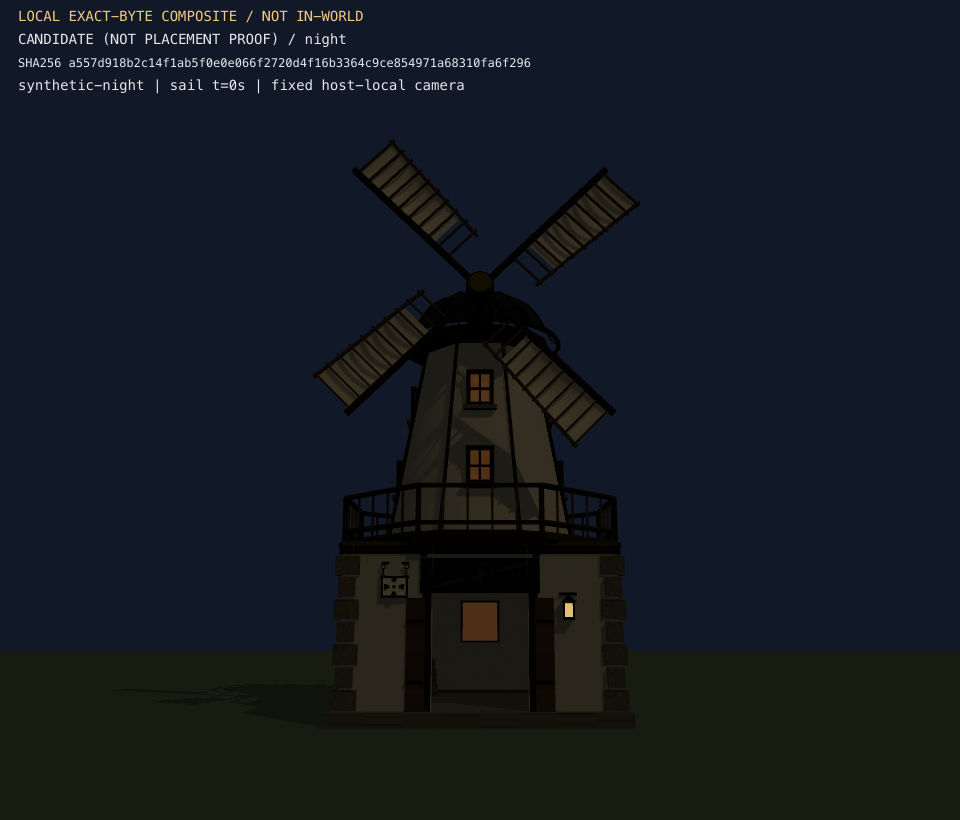 LOCAL EXACT–BYTE COMPOSITE / NOT IN–WORLD
CANDIDATE (NOT PLACEMENT PROOF) / night
SHA256 a557d918b2c14f1ab5f0e0e066f2720d4f16b3364c9ce854971a68310fa6f296
synthetic–night | sail t=0s | fixed host–local camera